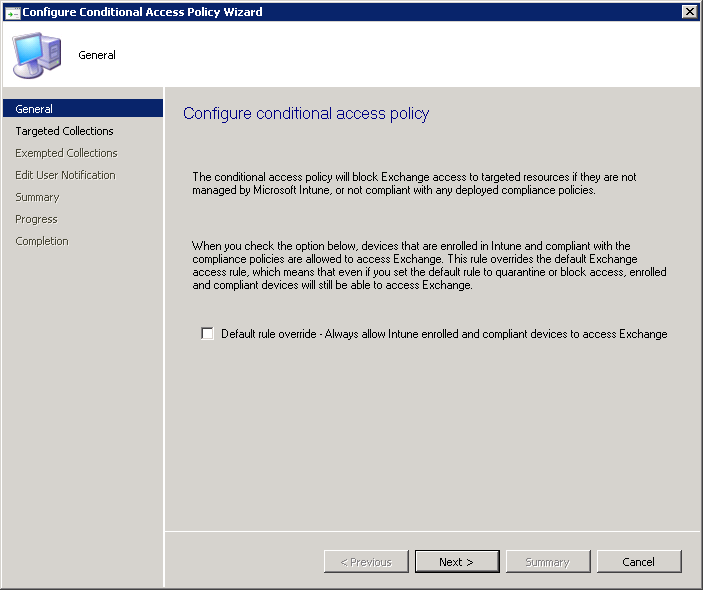 Configure Conditional Access Policy Wizard
General
General
Targeted Collections
Exempted Collections
Edit User Notification
Summary
Progress
Completion
Configure conditional access policy
The conditional access policy will block Exchange access to targeted resources if they are not
managed by Microsoft Intune, or not compliant with any deployed compliance policies.
When you check the option below, devices that are enrolled in Intune and compliant with the
compliance policies are allowed to access Exchange. This rule overrides the default Exchange
access rule, which means that even if you set the default rule to quarantine or block access, enrolled
and compliant devices will still be able to access Exchange.
Default rule override - Always allow Intune enrolled and compliant devices to access Exchange
< Previous
Next >
Summary
Cancel